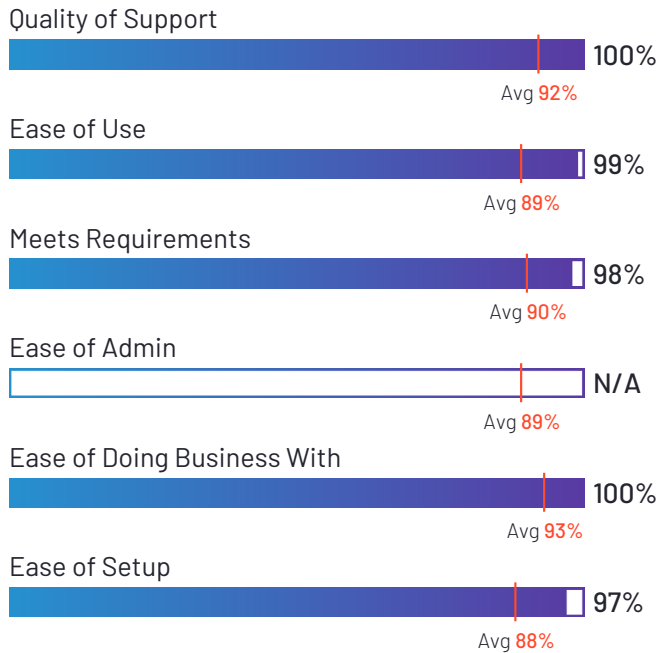 Quality of Support
100%
Avg 92%
Ease of Use
99%
Avg 89%
Meets Requirements
98%
Avg 90%
Ease of Admin
N/A
Avg 89%
Ease of Doing Business With
100%
Avg 93%
Ease of Setup
97%
Avg 88%